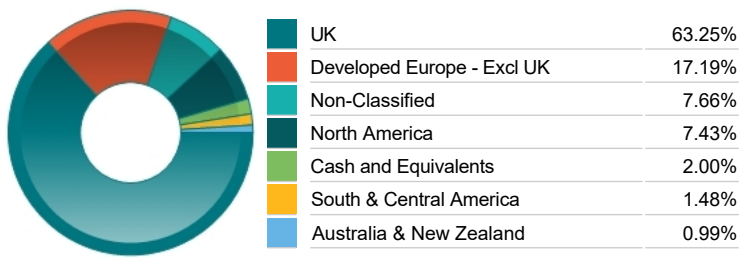 UK 63.25%
Developed Europe - Excl UK 17.19%
Non-Classified 7.66%
North America 7.43%
Cash and Equivalents 2.00%
South & Central America 1.48%
Australia & New Zealand 0.99%